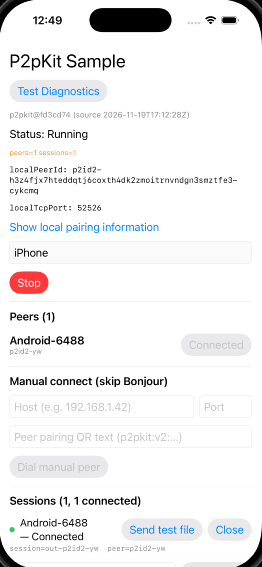 12:49
P2pKit Sample
Test Diagnostics
p2pkit@fd3cd74 (source 2026-11-19T17:12:28Z)
Status: Running
peers=1 sessions=1
localPeerId: p2id2-
h3z4fjx7hteddqtj6coxth4dk2zmoitrnvndgn3smztfe3-
cykcmq
localTcpPort: 52526
Show local pairing information
iPhone
Stop
Peers (1)
Android-6488
p2id2-yw
Connected
Manual connect (skip Bonjour)
Host (e.g. 192.168.1.42)
Port
Peer pairing QR text (p2pkit:v2:...)
Dial manual peer
Sessions (1, 1 connected)
Android-6488
— Connected
Send test file
Close
session=out-p2id2-yw peer=p2id2-yw